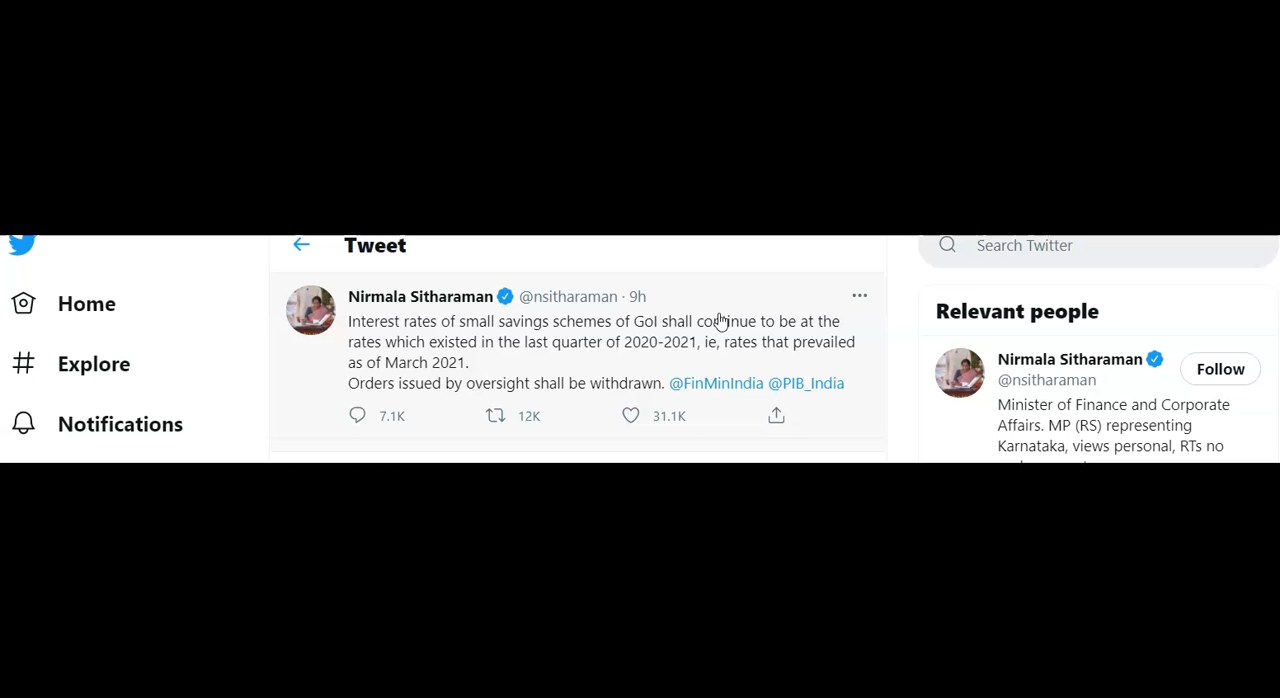 Tweet
Search Twitter
Home
Explore
Notifications
Nirmala Sitharaman @nsitharaman · 9h
Interest rates of small savings schemes of GoI shall continue to be at the
rates which existed in the last quarter of 2020-2021, ie, rates that prevailed
as of March 2021.
Orders issued by oversight shall be withdrawn. @FinMinIndia @PIB_India
7.1K 12K 31.1K
Relevant people
Nirmala Sitharaman
@nsitharaman
Follow
Minister of Finance and Corporate
Affairs. MP (RS) representing
Karnataka, views personal, RTs no